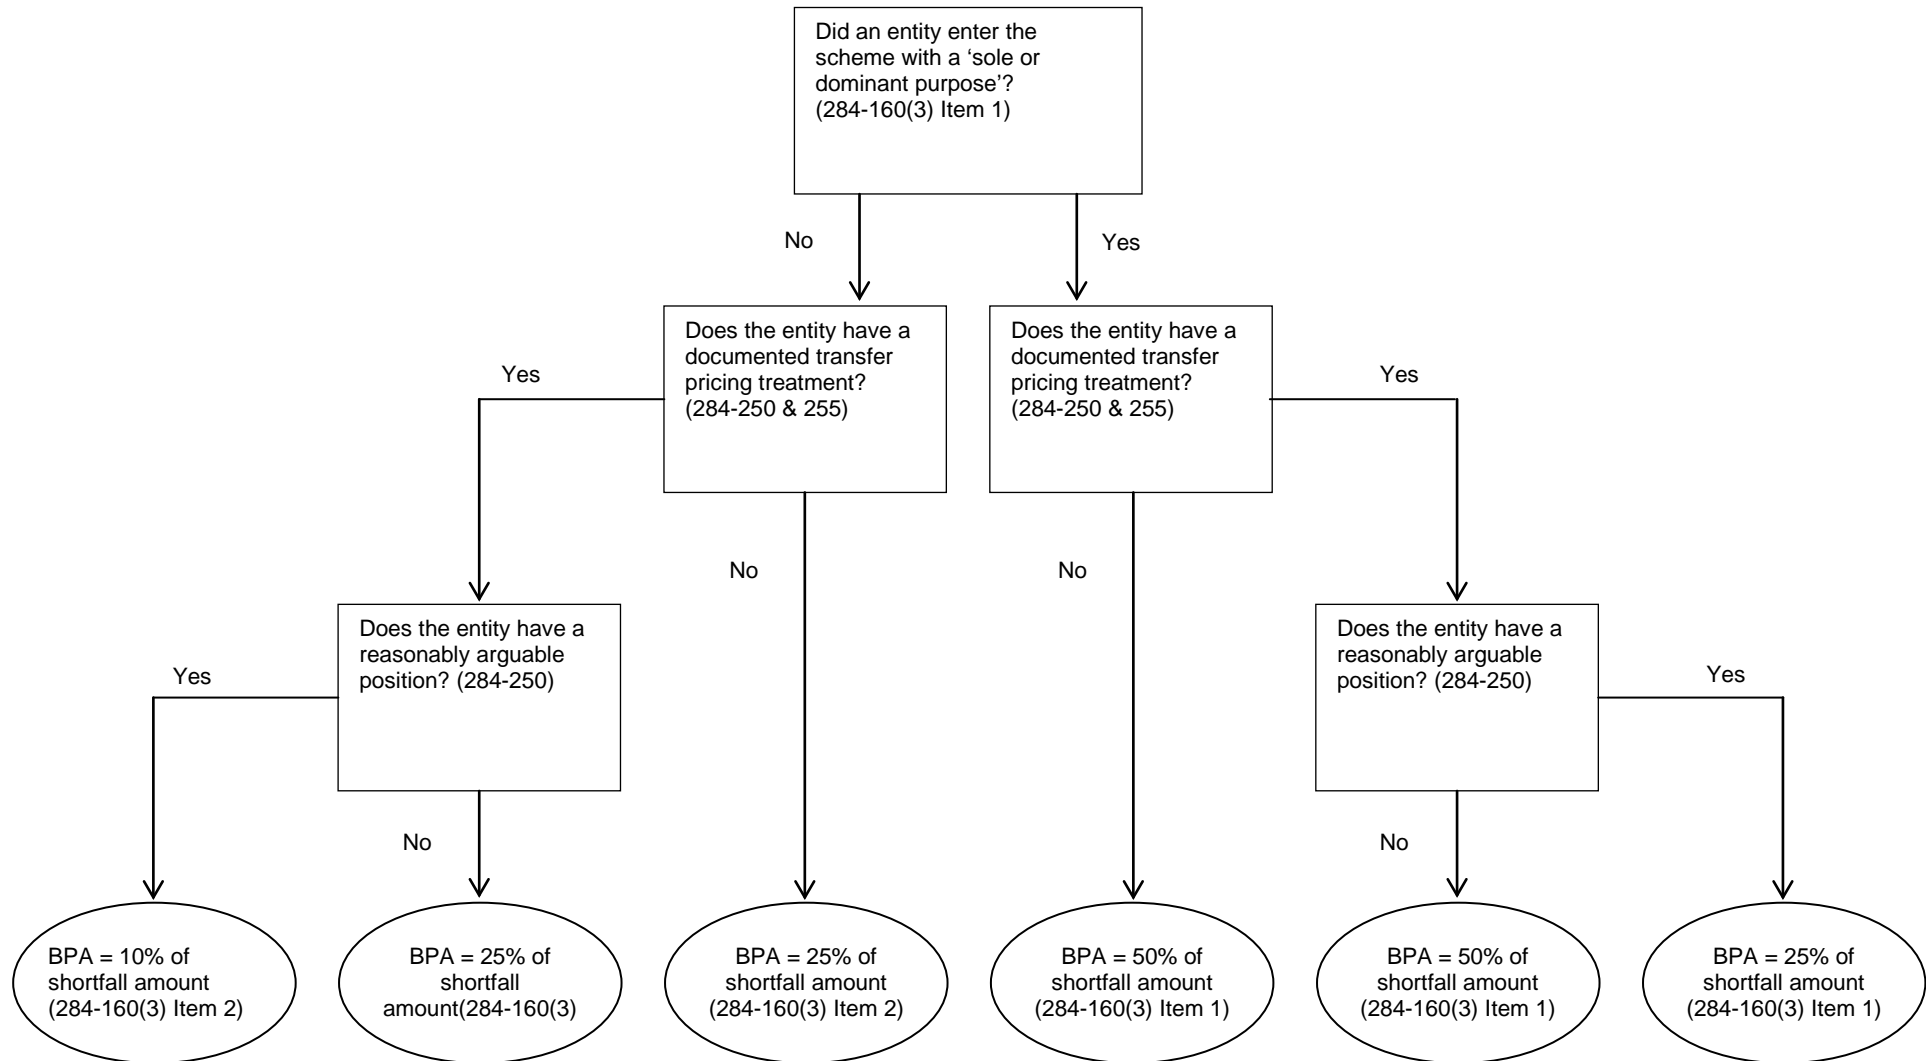 Did an entity enter the
scheme with a ‘sole or
dominant purpose’?
(284-160(3) Item 1)
No
Yes
Does the entity have a
documented transfer
pricing treatment?
(284-250 & 255)
Does the entity have a
documented transfer
pricing treatment?
(284-250 & 255)
Yes
Yes
No
No
Does the entity have a
reasonably arguable
position? (284-250)
Does the entity have a
reasonably arguable
position? (284-250)
Yes
Yes
No
No
BPA = 10% of
shortfall amount
(284-160(3) Item 2)
BPA = 25% of
shortfall
amount(284-160(3)
BPA = 25% of
shortfall amount
(284-160(3) Item 2)
BPA = 50% of
shortfall amount
(284-160(3) Item 1)
BPA = 50% of
shortfall amount
(284-160(3) Item 1)
BPA = 25% of
shortfall amount
(284-160(3) Item 1)